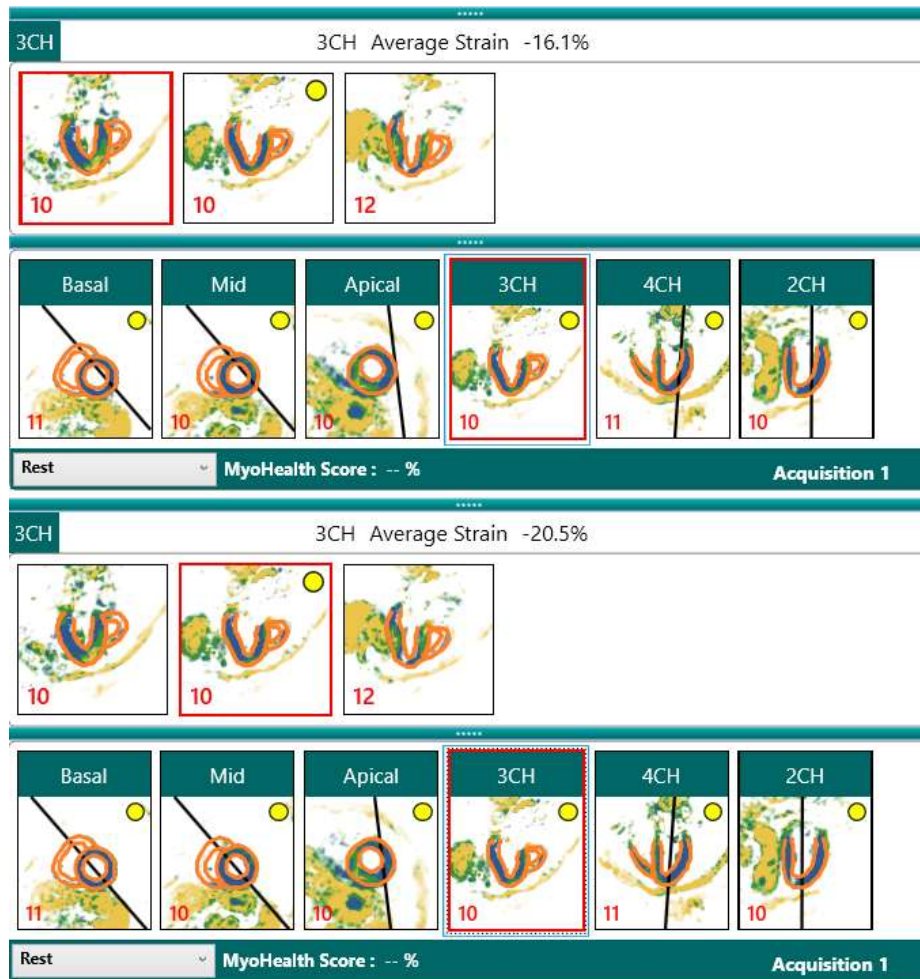 3CH 3CH Average Strain -16.1%
10 10 12
Basal Mid Apical 3CH 4CH 2CH
11 10 10 10 11 10
Rest MyoHealth Score : -- % Acquisition 1
3CH 3CH Average Strain -20.5%
10 10 12
Basal Mid Apical 3CH 4CH 2CH
11 10 10 10 11 10
Rest MyoHealth Score : -- % Acquisition 1